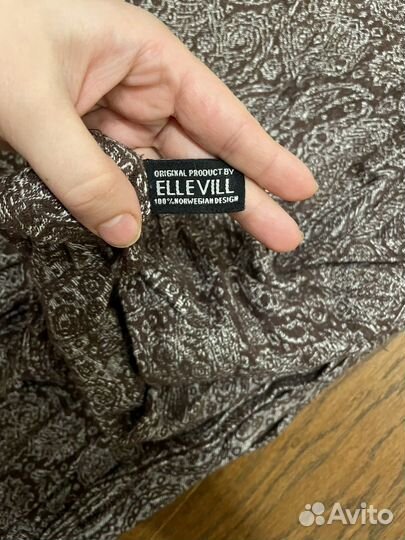 ORIGINAL PRODUCT BY
ELLEVILL
100% NORWEGIAN DESIGN
Avito